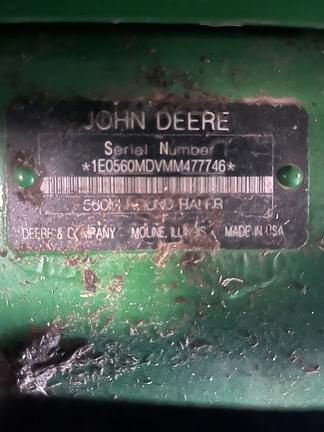 JOHN DEERE
Serial Number
*1E0560MDVMM477746*
560M ROUND BALER
DEERE & COMPANY MOLINE, ILLINOIS MADE IN USA